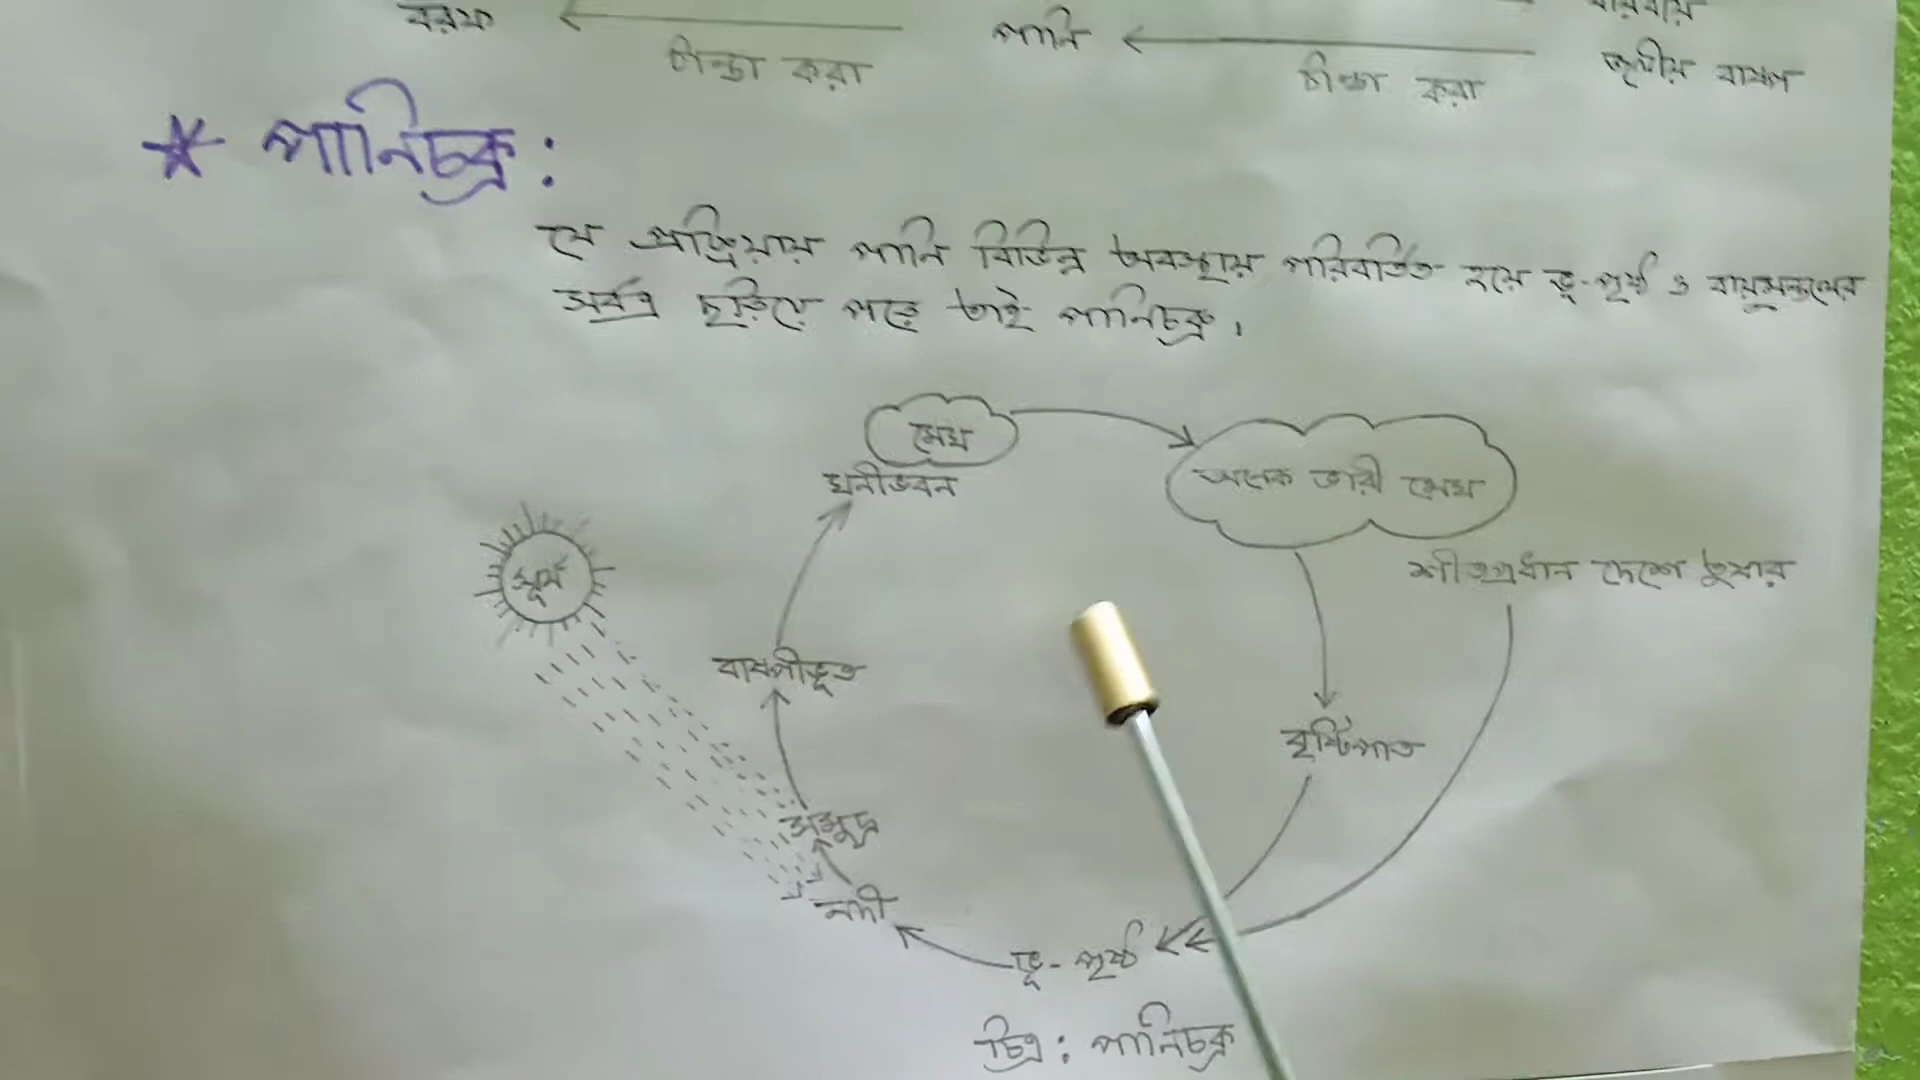 বরফ পানি
ঠান্ডা করা ঠান্ডা করা জলীয় বাষ্প
* পানিচক্র :
যে প্রক্রিয়ায় পানি বিভিন্ন অবস্থায় পরিবর্তিত হয়ে ভূ-পৃষ্ঠ ও বায়ুমন্ডলের
সর্বত্র ছড়িয়ে পড়ে তাই পানিচক্র।
মেঘ
ঘনীভবন
অনেক ভারী মেঘ
সূর্য
শীতপ্রধান দেশে তুষার
বাষ্পীভূত
বৃষ্টিপাত
সমুদ্র
নদী
ভূ-পৃষ্ঠ
চিত্র : পানিচক্র